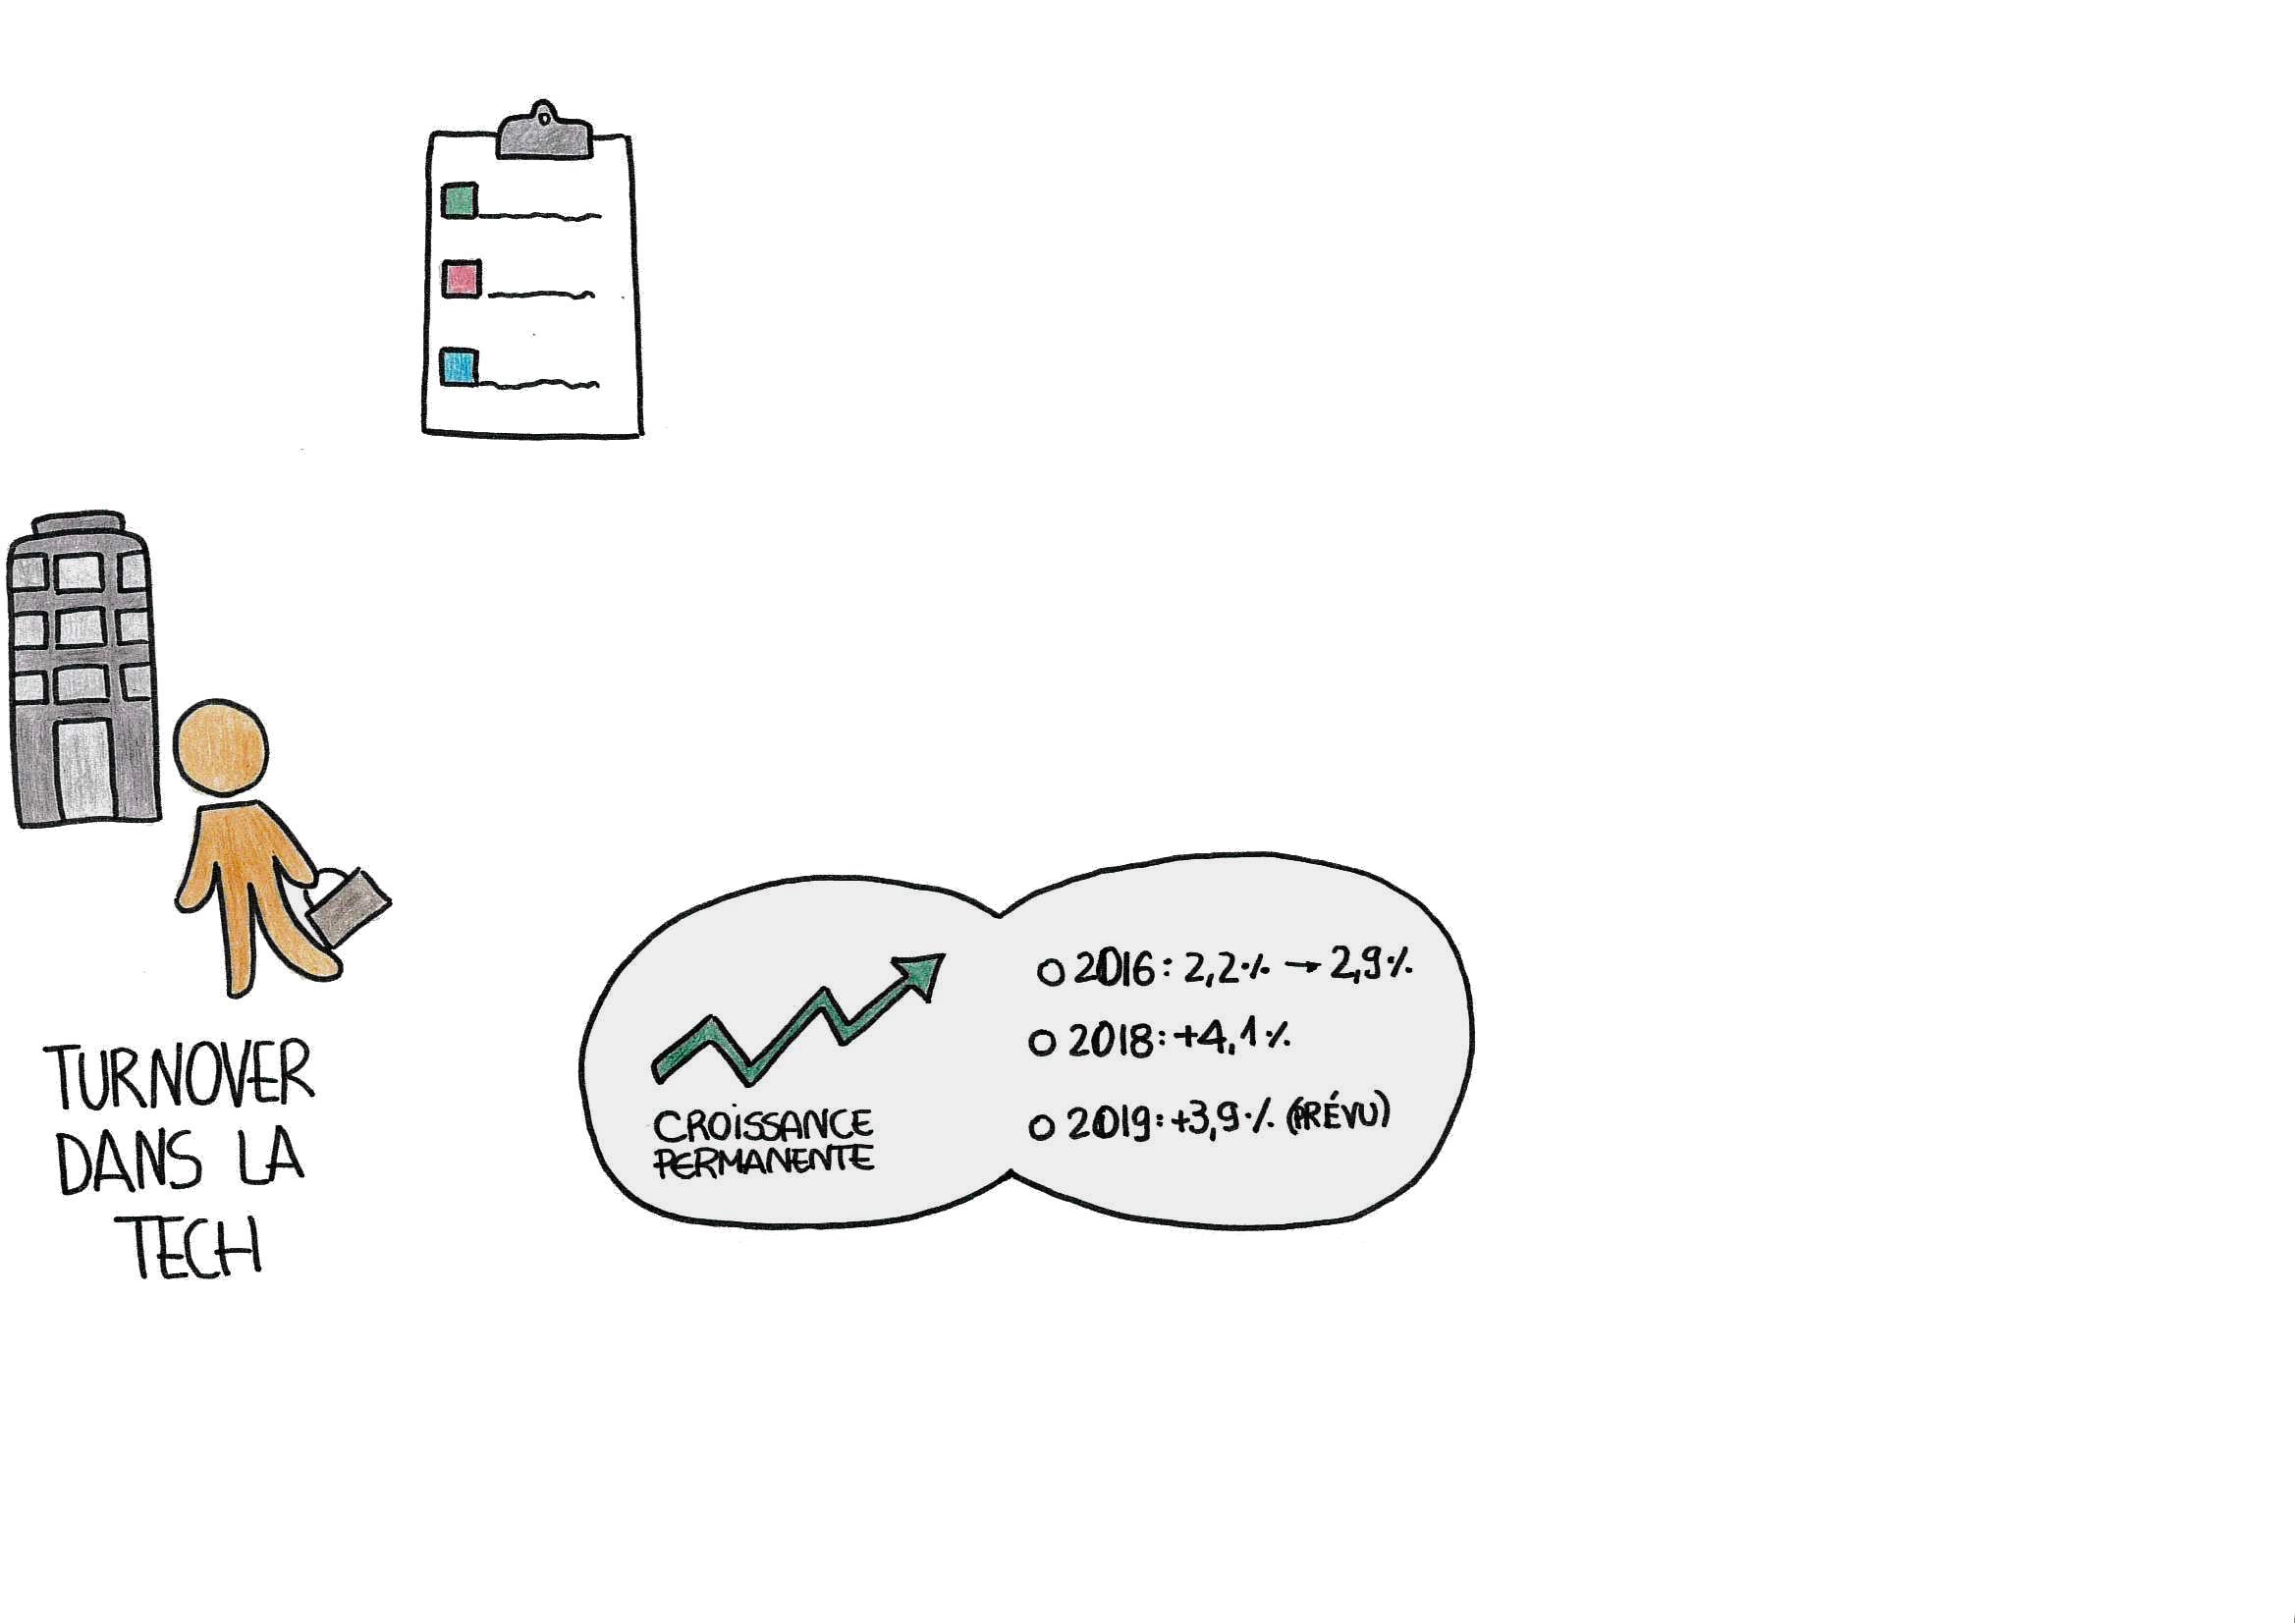 TURNOVER
DANS LA
TECH
CROISSANCE
PERMANENTE
○ 2016 : 2,2% → 2,9%
○ 2018 : +4,1%
○ 2019 : +3,9% (PRÉVU)